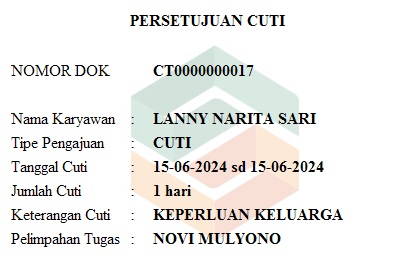 PERSETUJUAN CUTI
NOMOR DOK CT0000000017
Nama Karyawan : LANNY NARITA SARI
Tipe Pengajuan : CUTI
Tanggal Cuti : 15-06-2024 sd 15-06-2024
Jumlah Cuti : 1 hari
Keterangan Cuti : KEPERLUAN KELUARGA
Pelimpahan Tugas : NOVI MULYONO